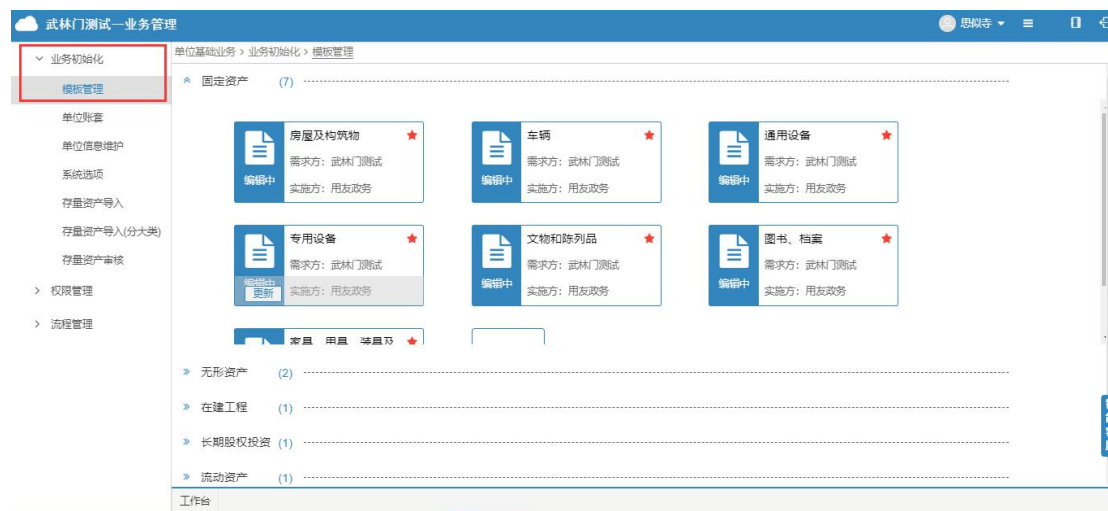 武林门测试—业务管理
思似寺
业务初始化
模板管理
单位账套
单位信息维护
系统选项
存量资产导入
存量资产导入(分大类)
存量资产审核
权限管理
流程管理
单位基础业务 > 业务初始化 > 模板管理
固定资产 (7)
房屋及构筑物
需求方：武林门测试
实施方：用友政务
编辑中
车辆
需求方：武林门测试
实施方：用友政务
编辑中
通用设备
需求方：武林门测试
实施方：用友政务
编辑中
专用设备
需求方：武林门测试
实施方：用友政务
编辑中
更新
文物和陈列品
需求方：武林门测试
实施方：用友政务
编辑中
图书、档案
需求方：武林门测试
实施方：用友政务
编辑中
家具、用具、装具及
无形资产 (2)
在建工程 (1)
长期股权投资 (1)
流动资产 (1)
工作台